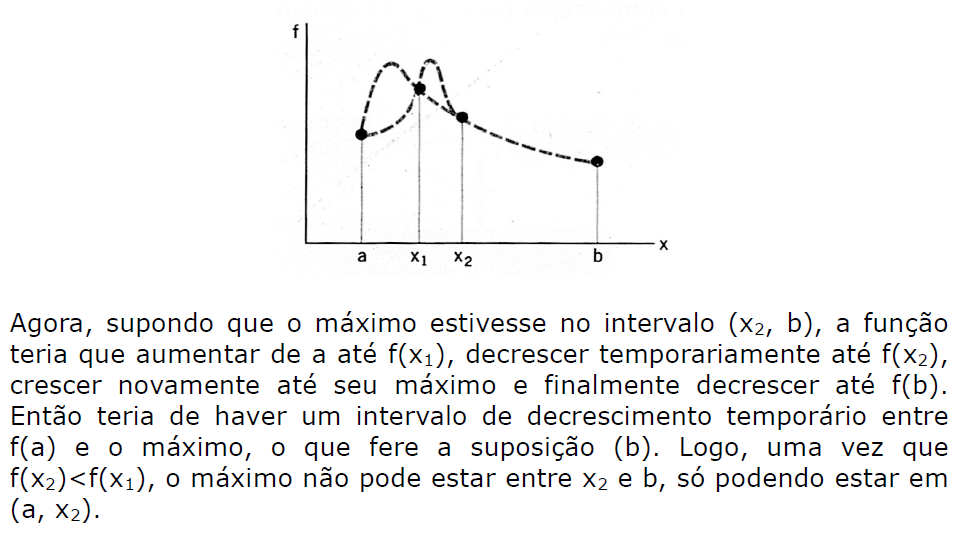 f
x
a x₁ x₂ b
Agora, supondo que o máximo estivesse no intervalo (x₂, b), a função
teria que aumentar de a até f(x₁), decrescer temporariamente até f(x₂),
crescer novamente até seu máximo e finalmente decrescer até f(b).
Então teria de haver um intervalo de decrescimento temporário entre
f(a) e o máximo, o que fere a suposição (b). Logo, uma vez que
f(x₂)<f(x₁), o máximo não pode estar entre x₂ e b, só podendo estar em
(a, x₂).